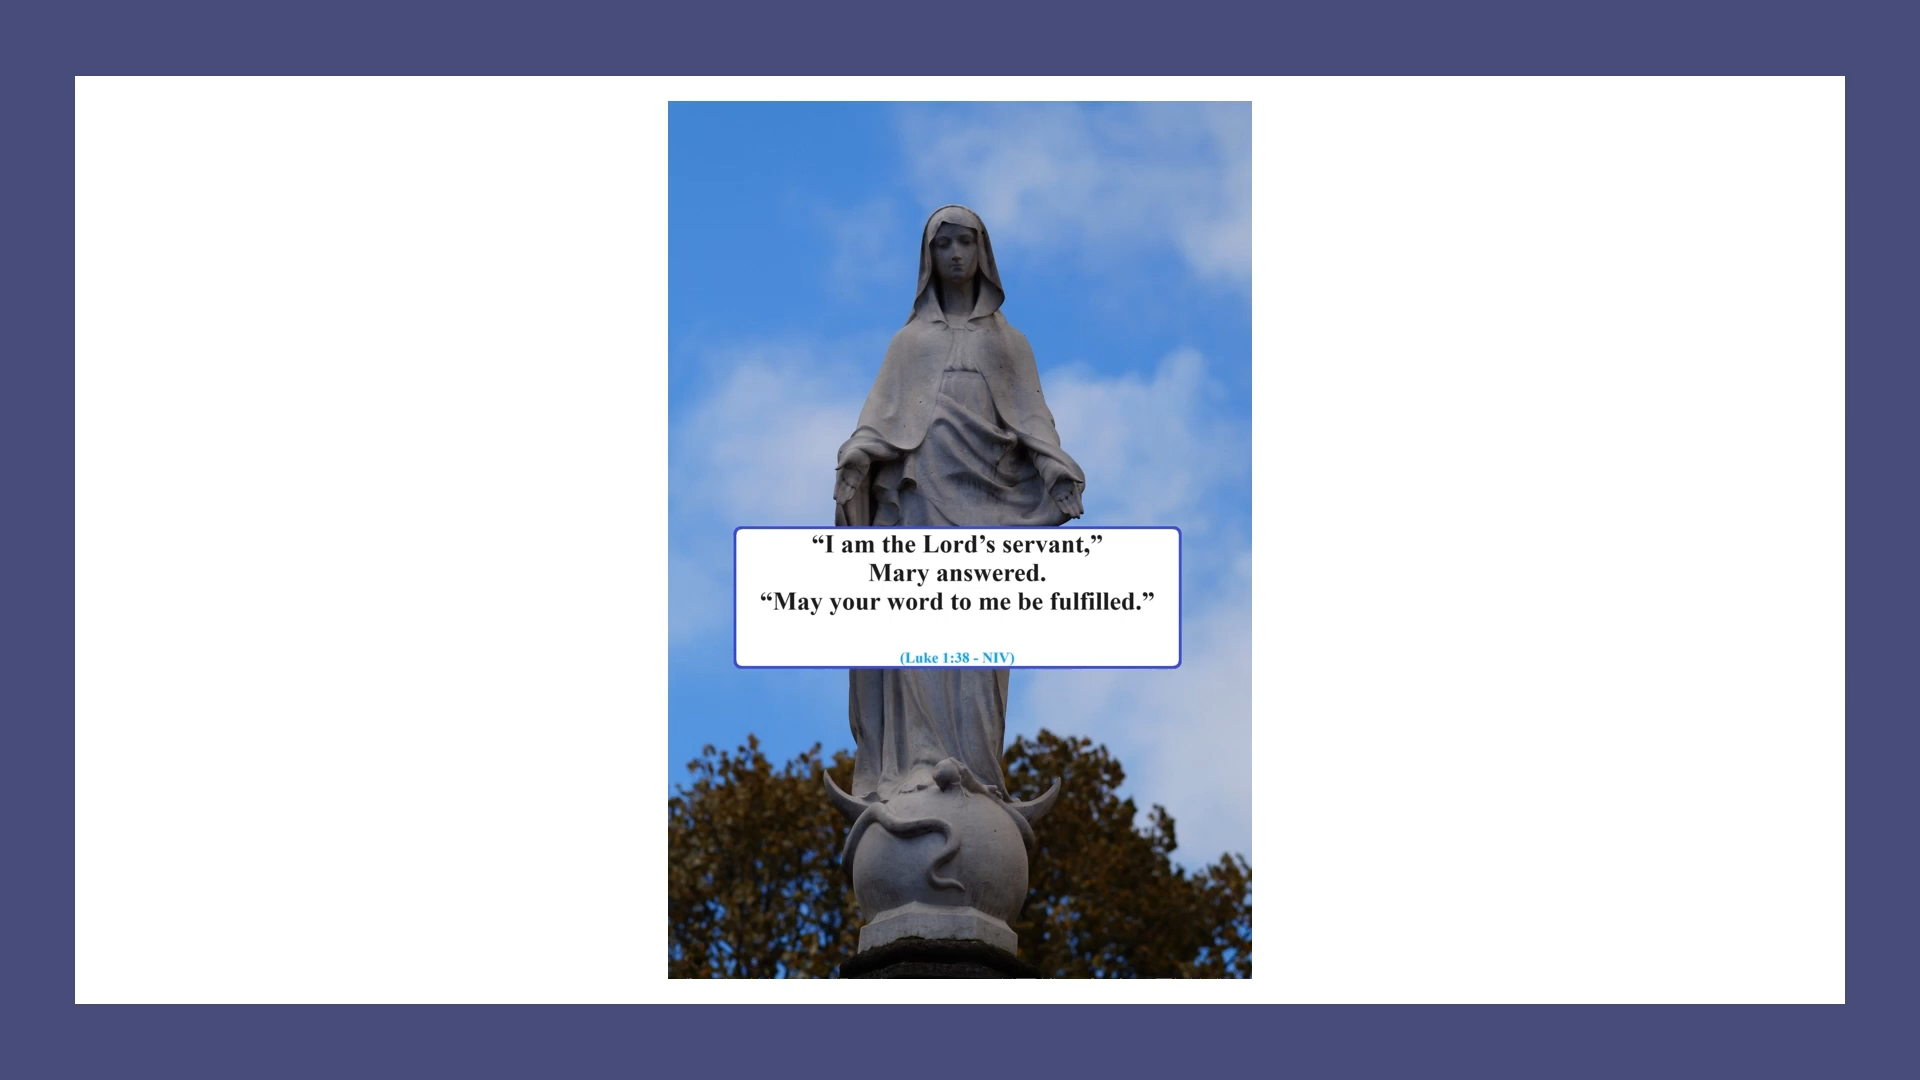 “I am the Lord’s servant,”
Mary answered.
“May your word to me be fulfilled.”
(Luke 1:38 - NIV)